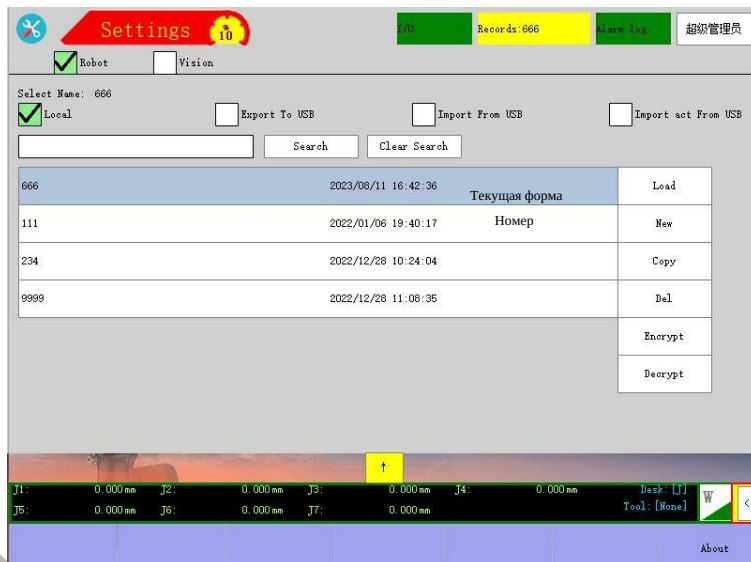 Settings % 10 I/O Records:666 Alarm log 超级管理员
Robot Vision
Select Name: 666
Local Export To USB Import From USB Import act From USB
Search Clear Search
666 2023/08/11 16:42:36 Текущая форма Load
111 2022/01/06 19:40:17 Номер New
234 2022/12/28 10:24:04 Copy
9999 2022/12/28 11:08:35 Del
Encrypt
Decrypt
↑
J1: 0.000mm J2: 0.000mm J3: 0.000mm J4: 0.000mm Desk: [J]
J5: 0.000mm J6: 0.000mm J7: 0.000mm Tool: [None] W <
About